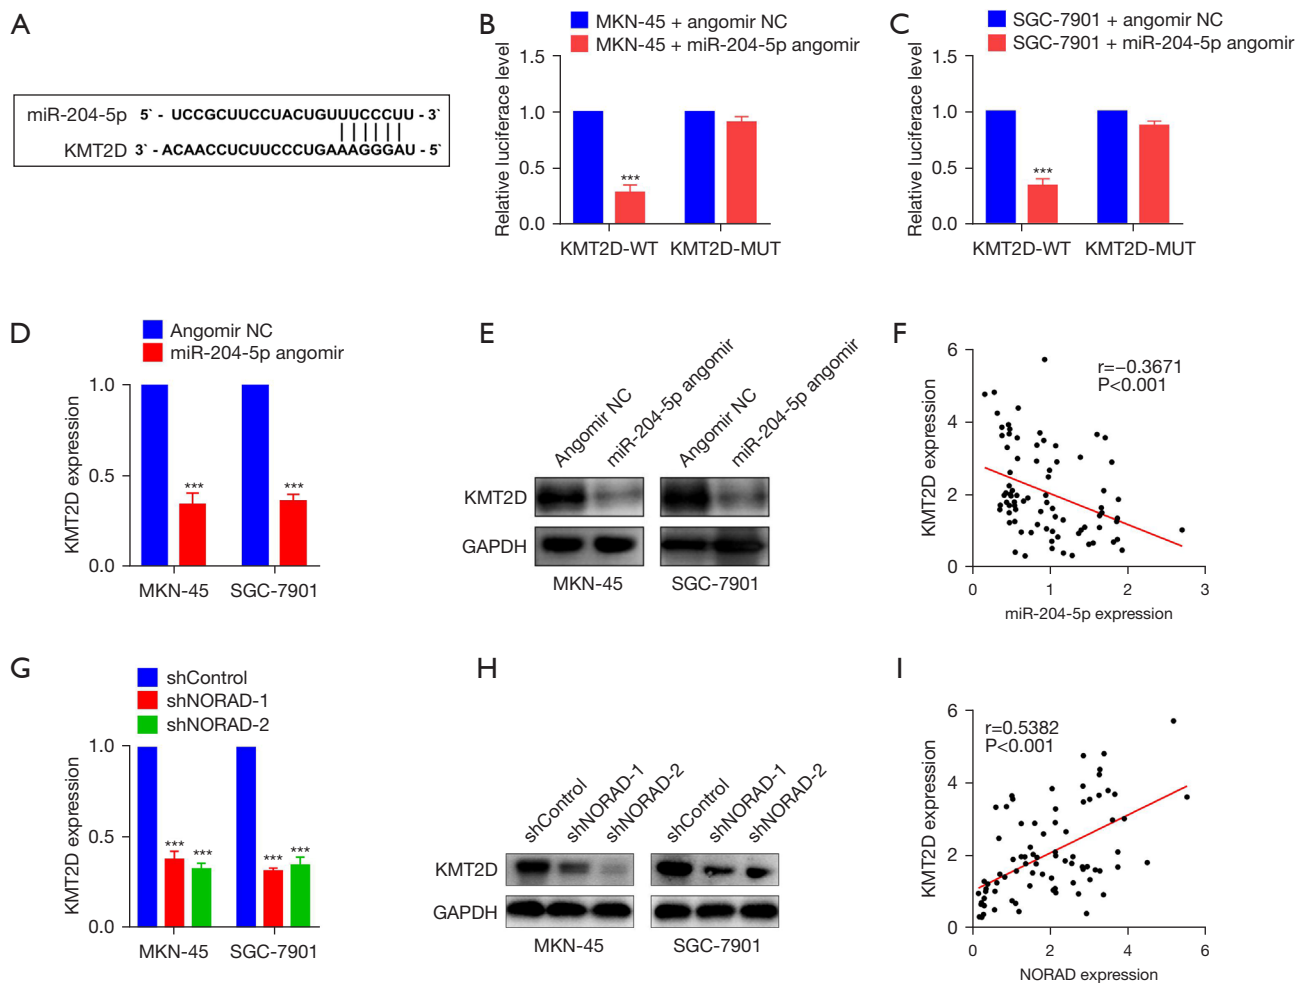 A
miR-204-5p 5` - UCCGCUUCCUACUGUUUCCCUU - 3`
KMT2D 3` - ACAACCUCUUCCCUGAAAGGGAU - 5`
B
MKN-45 + angomir NC
MKN-45 + miR-204-5p angomir
Relative luciferace level
1.5
1.0
0.5
0.0
***
KMT2D-WT KMT2D-MUT
C
SGC-7901 + angomir NC
SGC-7901 + miR-204-5p angomir
Relative luciferace level
1.5
1.0
0.5
0.0
***
KMT2D-WT KMT2D-MUT
D
Angomir NC
miR-204-5p angomir
KMT2D expression
1.0
0.5
0.0
*** ***
MKN-45 SGC-7901
E
Angomir NC
miR-204-5p angomir
Angomir NC
miR-204-5p angomir
KMT2D
GAPDH
MKN-45 SGC-7901
F
r=−0.3671
P<0.001
KMT2D expression
6
4
2
0
0 1 2 3
miR-204-5p expression
G
shControl
shNORAD-1
shNORAD-2
KMT2D expression
1.0
0.5
0.0
*** *** *** ***
MKN-45 SGC-7901
H
shControl
shNORAD-1
shNORAD-2
shControl
shNORAD-1
shNORAD-2
KMT2D
GAPDH
MKN-45 SGC-7901
I
r=0.5382
P<0.001
KMT2D expression
6
4
2
0
0 2 4 6
NORAD expression